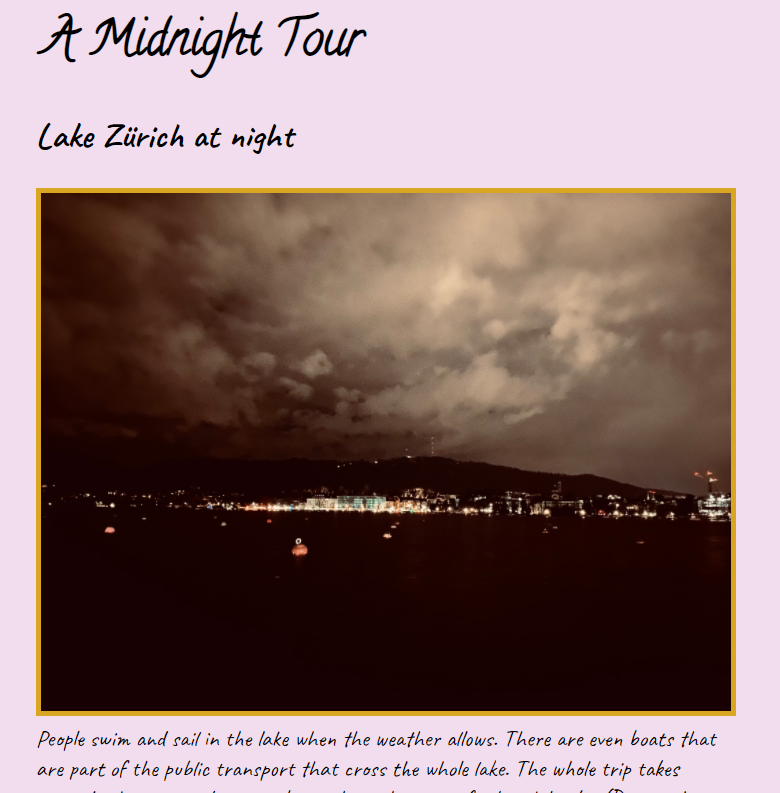 A Midnight Tour
Lake Zürich at night
People swim and sail in the lake when the weather allows. There are even boats that
are part of the public transport that cross the whole lake. The whole trip takes